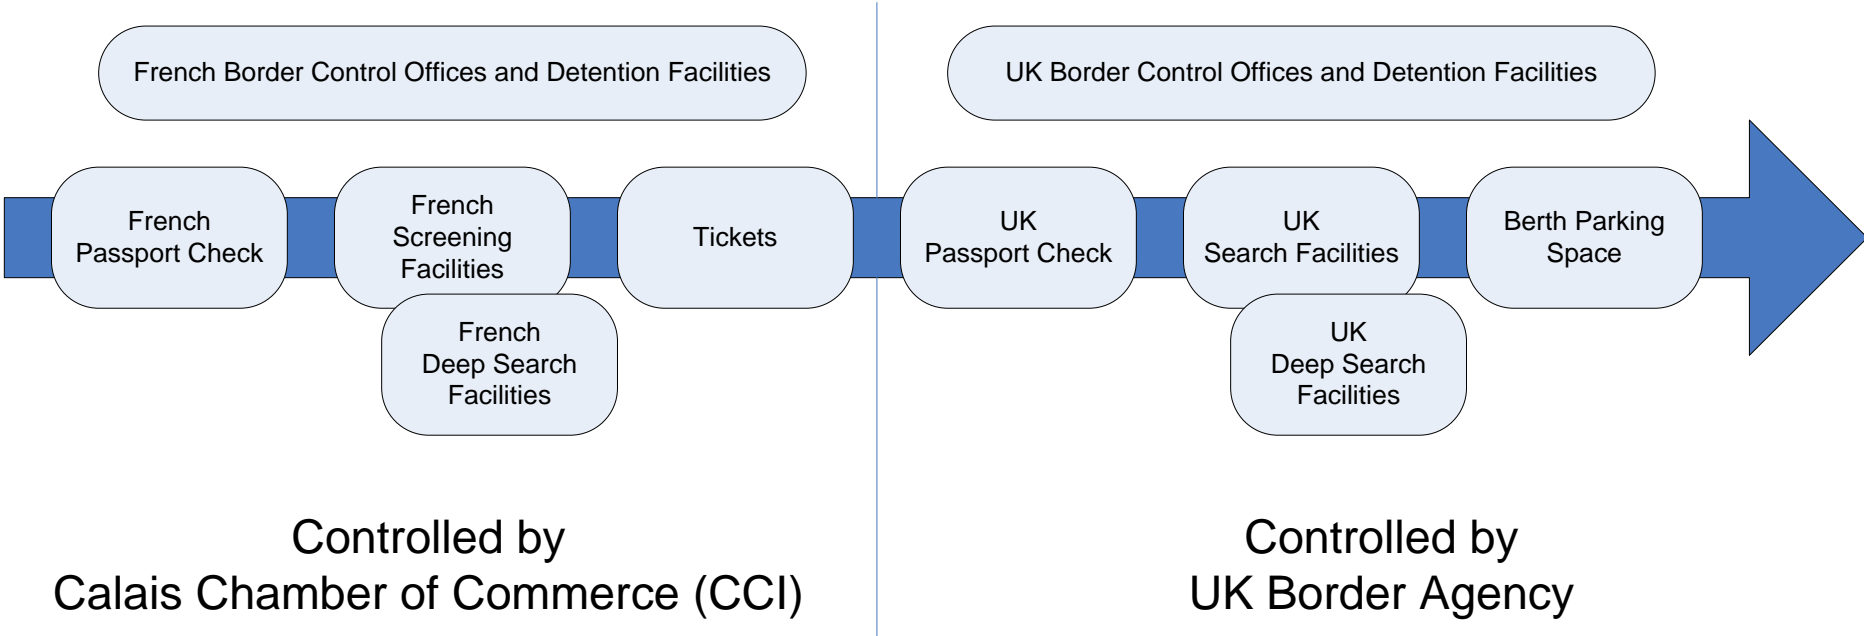 French Border Control Offices and Detention Facilities
UK Border Control Offices and Detention Facilities
French
Passport Check
French
Screening
Facilities
Tickets
UK
Passport Check
UK
Search Facilities
Berth Parking
Space
French
Deep Search
Facilities
UK
Deep Search
Facilities
Controlled by
Calais Chamber of Commerce (CCI)
Controlled by
UK Border Agency